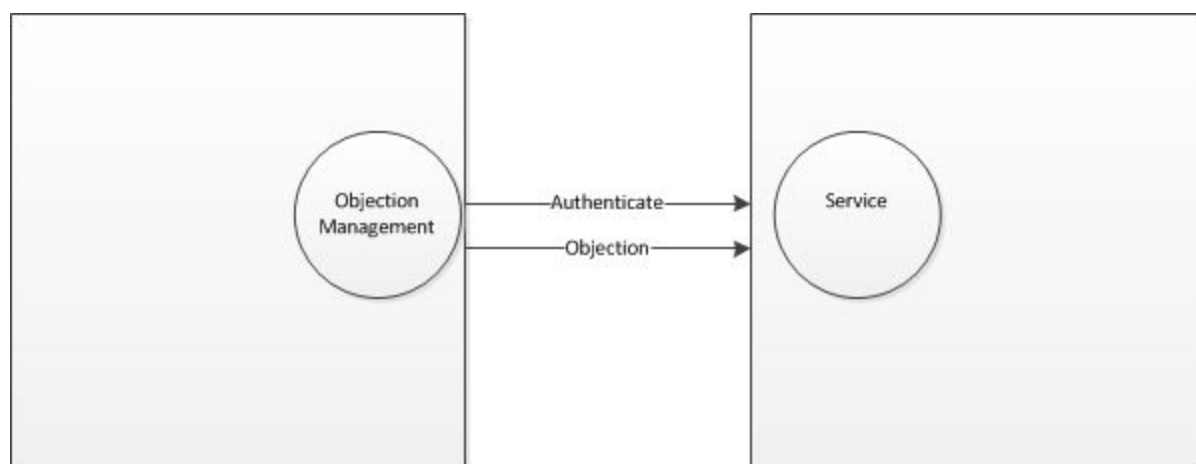 Objection
Management
Authenticate
Objection
Service